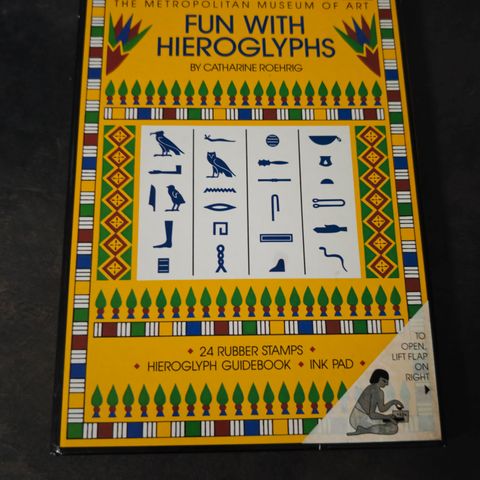 THE METROPOLITAN MUSEUM OF ART
FUN WITH
HIEROGLYPHS
BY CATHARINE ROEHRIG
• 24 RUBBER STAMPS •
• HIEROGLYPH GUIDEBOOK • INK PAD •
TO
OPEN,
LIFT FLAP
ON
RIGHT